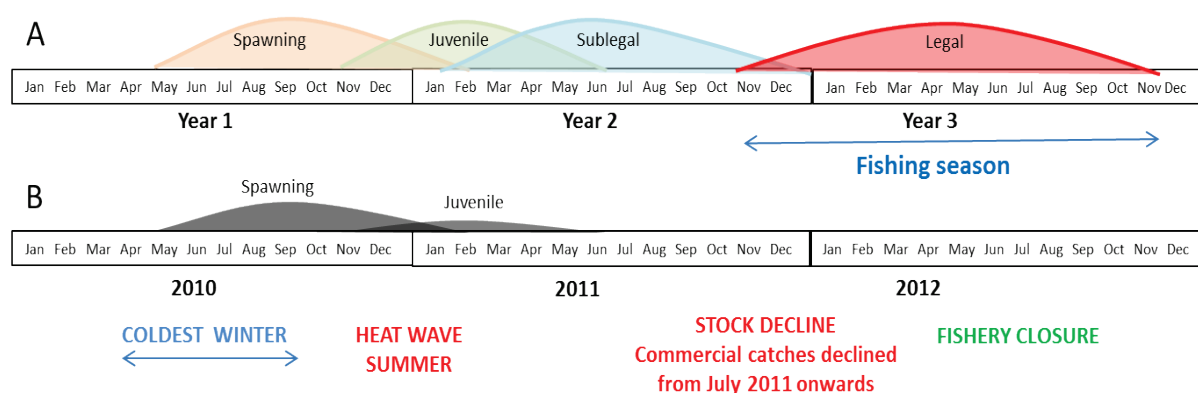 A
Spawning
Juvenile
Sublegal
Legal
Jan Feb Mar Apr May Jun Jul Aug Sep Oct Nov Dec Jan Feb Mar Apr May Jun Jul Aug Sep Oct Nov Dec Jan Feb Mar Apr May Jun Jul Aug Sep Oct Nov Dec
Year 1 Year 2 Year 3
Fishing season
B
Spawning
Juvenile
Jan Feb Mar Apr May Jun Jul Aug Sep Oct Nov Dec Jan Feb Mar Apr May Jun Jul Aug Sep Oct Nov Dec Jan Feb Mar Apr May Jun Jul Aug Sep Oct Nov Dec
2010 2011 2012
COLDEST WINTER
HEAT WAVE
SUMMER
STOCK DECLINE
Commercial catches declined
from July 2011 onwards
FISHERY CLOSURE